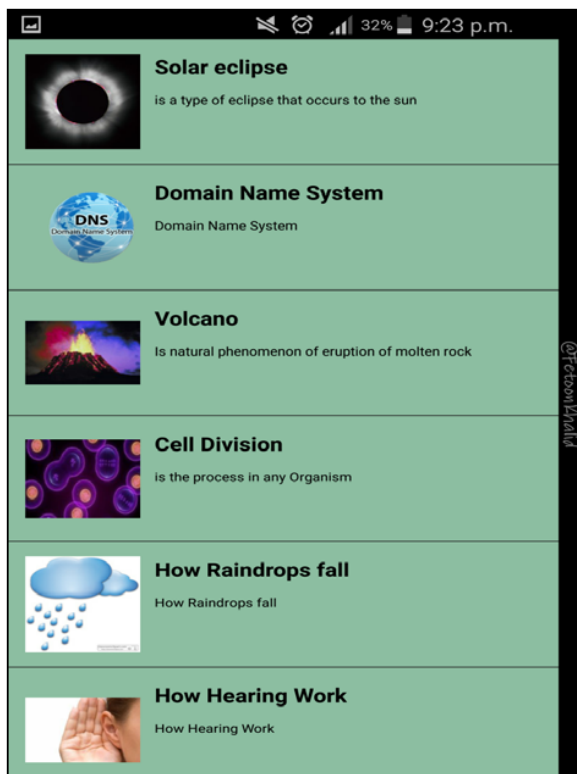 32% 9:23 p.m.
Solar eclipse
is a type of eclipse that occurs to the sun
DNS
Domain Name System
Domain Name System
Domain Name System
Volcano
Is natural phenomenon of eruption of molten rock
Cell Division
is the process in any Organism
How Raindrops fall
How Raindrops fall
How Hearing Work
How Hearing Work
@FetoonKhalid